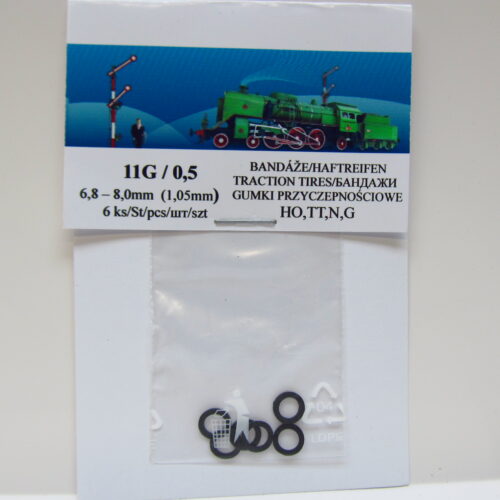 11G / 0,5
6,8 – 8,0mm (1,05mm)
6 ks/St/pcs/шт/szt
BANDÁŽE/HAFTREIFEN
TRACTION TIRES/БАНДАЖИ
GUMKI PRZYCZEPNOŚCIOWE
HO,TT,N,G
04